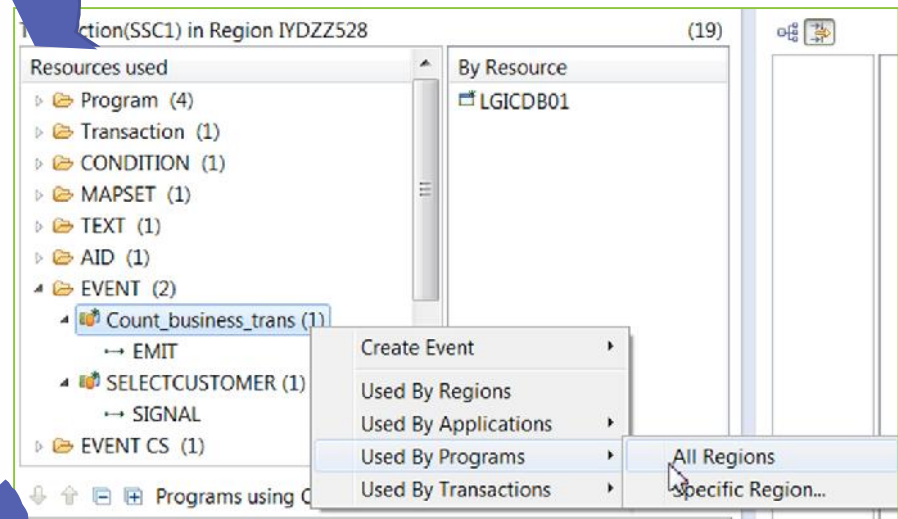 ction(SSC1) in Region IYDZZ528 (19)
Resources used
By Resource
Program (4)
LGICDB01
Transaction (1)
CONDITION (1)
MAPSET (1)
TEXT (1)
AID (1)
EVENT (2)
Count_business_trans (1)
EMIT
SELECTCUSTOMER (1)
SIGNAL
EVENT CS (1)
Create Event
Used By Regions
Used By Applications
Used By Programs
Used By Transactions
All Regions
Specific Region...
Programs using